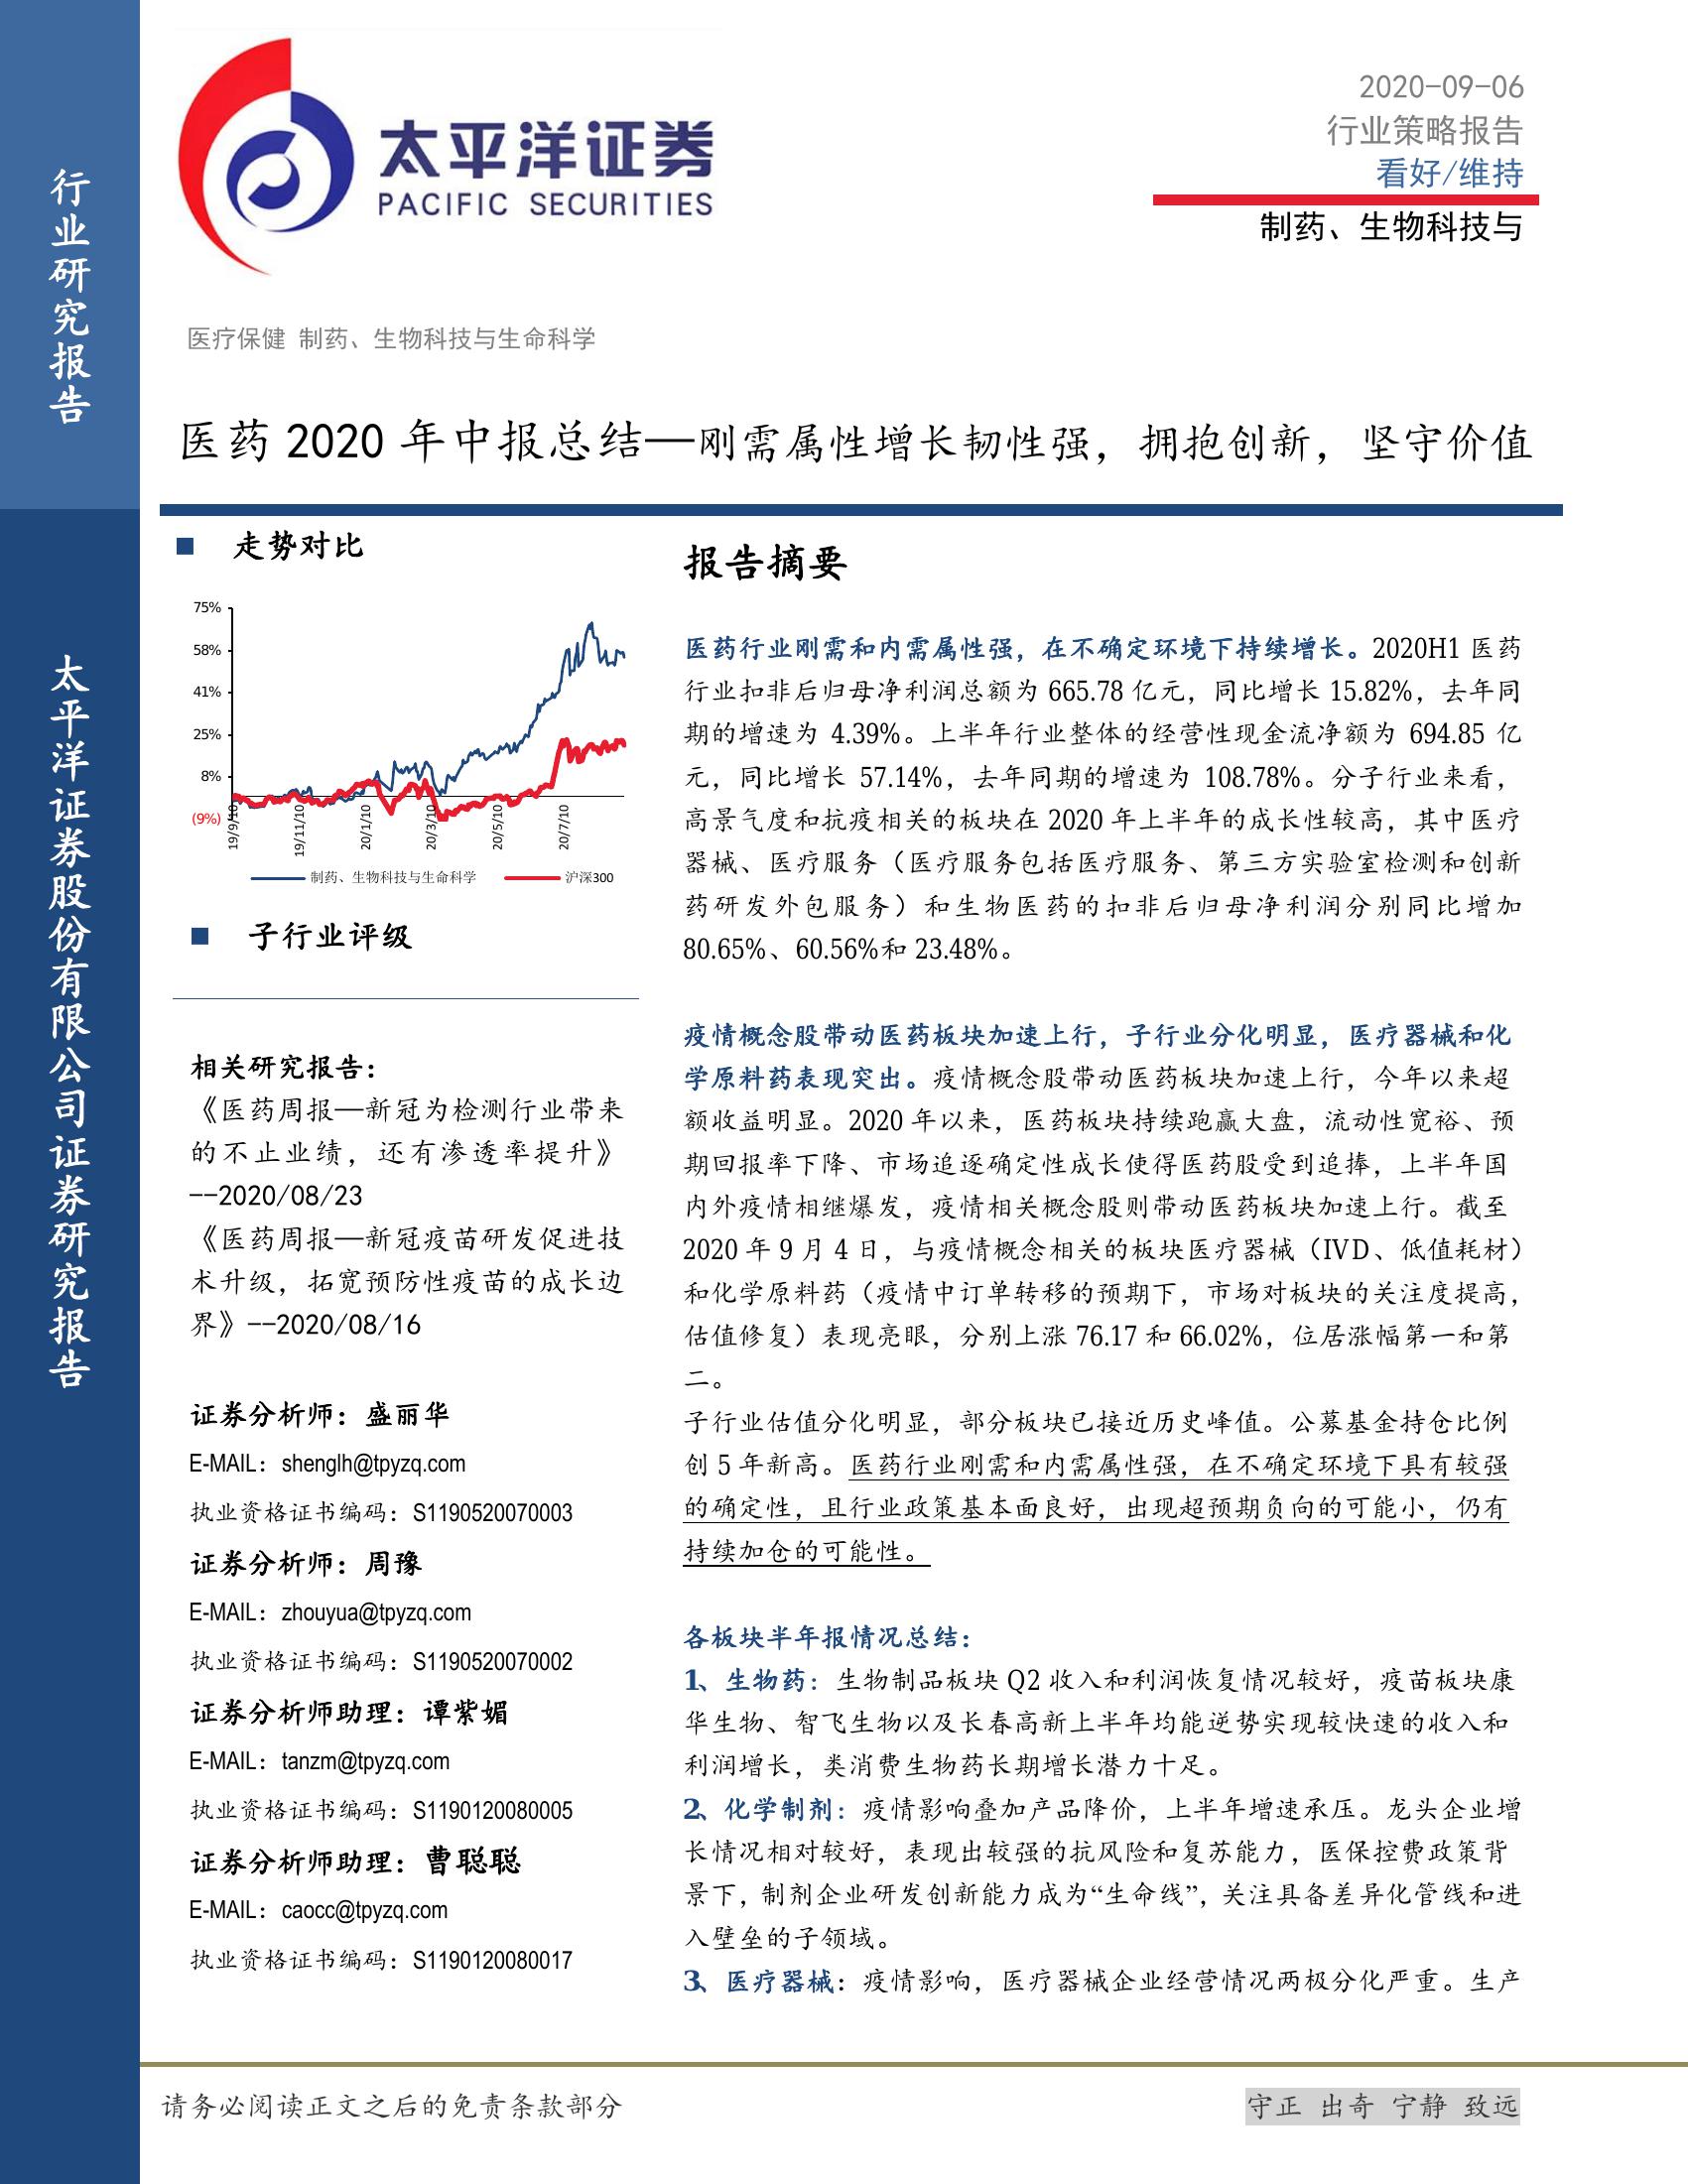 行业研究报告
太平洋证券股份有限公司证券研究报告
太平洋证券
PACIFIC SECURITIES
2020-09-06
行业策略报告
看好/维持
制药、生物科技与
医疗保健 制药、生物科技与生命科学
医药 2020 年中报总结—刚需属性增长韧性强，拥抱创新，坚守价值
■ 走势对比
75%
58%
41%
25%
8%
(9%)
19/9/10
19/11/10
20/1/10
20/3/10
20/5/10
20/7/10
制药、生物科技与生命科学 沪深300
■ 子行业评级
相关研究报告：
《医药周报—新冠为检测行业带来
的不止业绩，还有渗透率提升》
--2020/08/23
《医药周报—新冠疫苗研发促进技
术升级，拓宽预防性疫苗的成长边
界》--2020/08/16
证券分析师：盛丽华
E-MAIL：shenglh@tpyzq.com
执业资格证书编码：S1190520070003
证券分析师：周豫
E-MAIL：zhouyua@tpyzq.com
执业资格证书编码：S1190520070002
证券分析师助理：谭紫媚
E-MAIL：tanzm@tpyzq.com
执业资格证书编码：S1190120080005
证券分析师助理：曹聪聪
E-MAIL：caocc@tpyzq.com
执业资格证书编码：S1190120080017
报告摘要
医药行业刚需和内需属性强，在不确定环境下持续增长。2020H1 医药
行业扣非后归母净利润总额为 665.78 亿元，同比增长 15.82%，去年同
期的增速为 4.39%。上半年行业整体的经营性现金流净额为 694.85 亿
元，同比增长 57.14%，去年同期的增速为 108.78%。分子行业来看，
高景气度和抗疫相关的板块在 2020 年上半年的成长性较高，其中医疗
器械、医疗服务（医疗服务包括医疗服务、第三方实验室检测和创新
药研发外包服务）和生物医药的扣非后归母净利润分别同比增加
80.65%、60.56%和 23.48%。
疫情概念股带动医药板块加速上行，子行业分化明显，医疗器械和化
学原料药表现突出。疫情概念股带动医药板块加速上行，今年以来超
额收益明显。2020 年以来，医药板块持续跑赢大盘，流动性宽裕、预
期回报率下降、市场追逐确定性成长使得医药股受到追捧，上半年国
内外疫情相继爆发，疫情相关概念股则带动医药板块加速上行。截至
2020 年 9 月 4 日，与疫情概念相关的板块医疗器械（IVD、低值耗材）
和化学原料药（疫情中订单转移的预期下，市场对板块的关注度提高，
估值修复）表现亮眼，分别上涨 76.17 和 66.02%，位居涨幅第一和第
二。
子行业估值分化明显，部分板块已接近历史峰值。公募基金持仓比例
创 5 年新高。医药行业刚需和内需属性强，在不确定环境下具有较强
的确定性，且行业政策基本面良好，出现超预期负向的可能小，仍有
持续加仓的可能性。
各板块半年报情况总结：
1、生物药：生物制品板块 Q2 收入和利润恢复情况较好，疫苗板块康
华生物、智飞生物以及长春高新上半年均能逆势实现较快速的收入和
利润增长，类消费生物药长期增长潜力十足。
2、化学制剂：疫情影响叠加产品降价，上半年增速承压。龙头企业增
长情况相对较好，表现出较强的抗风险和复苏能力，医保控费政策背
景下，制剂企业研发创新能力成为“生命线”，关注具备差异化管线和进
入壁垒的子领域。
3、医疗器械：疫情影响，医疗器械企业经营情况两极分化严重。生产
请务必阅读正文之后的免责条款部分
守正 出奇 宁静 致远